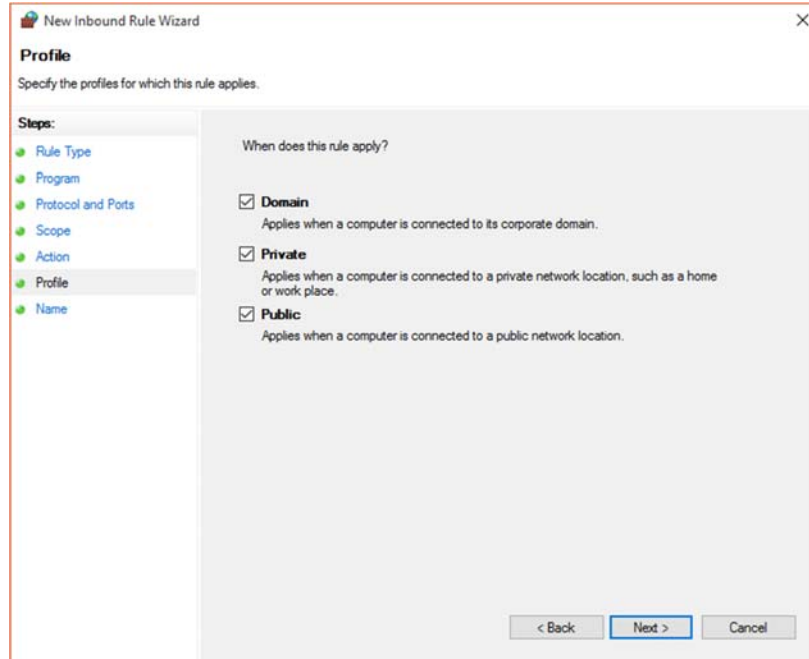 New Inbound Rule Wizard
Profile
Specify the profiles for which this rule applies.
Steps:
Rule Type
Program
Protocol and Ports
Scope
Action
Profile
Name
When does this rule apply?
Domain
Applies when a computer is connected to its corporate domain.
Private
Applies when a computer is connected to a private network location, such as a home
or work place.
Public
Applies when a computer is connected to a public network location.
< Back
Next >
Cancel